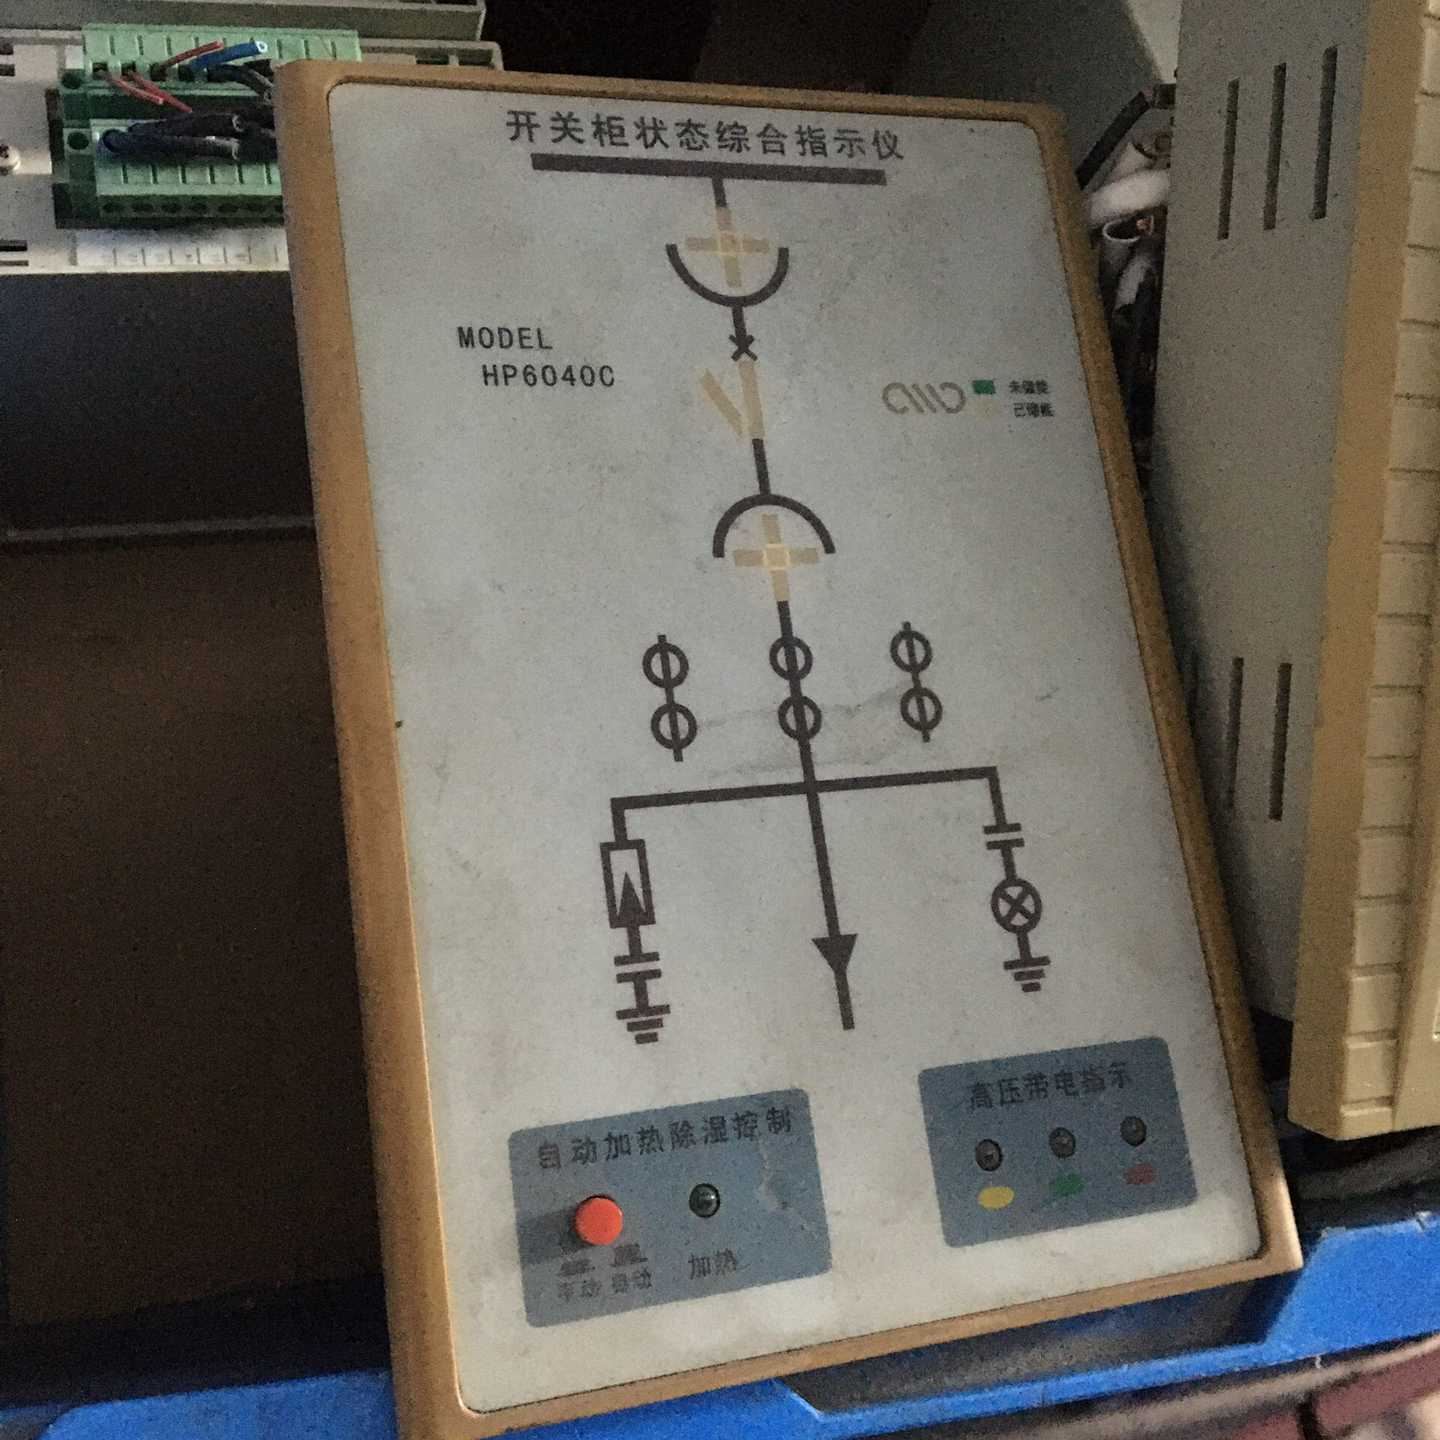 开关柜状态综合指示仪
MODEL
HP6040C
未储能
已储能
自动加热除湿控制
加热
手动 自动
高压带电指示